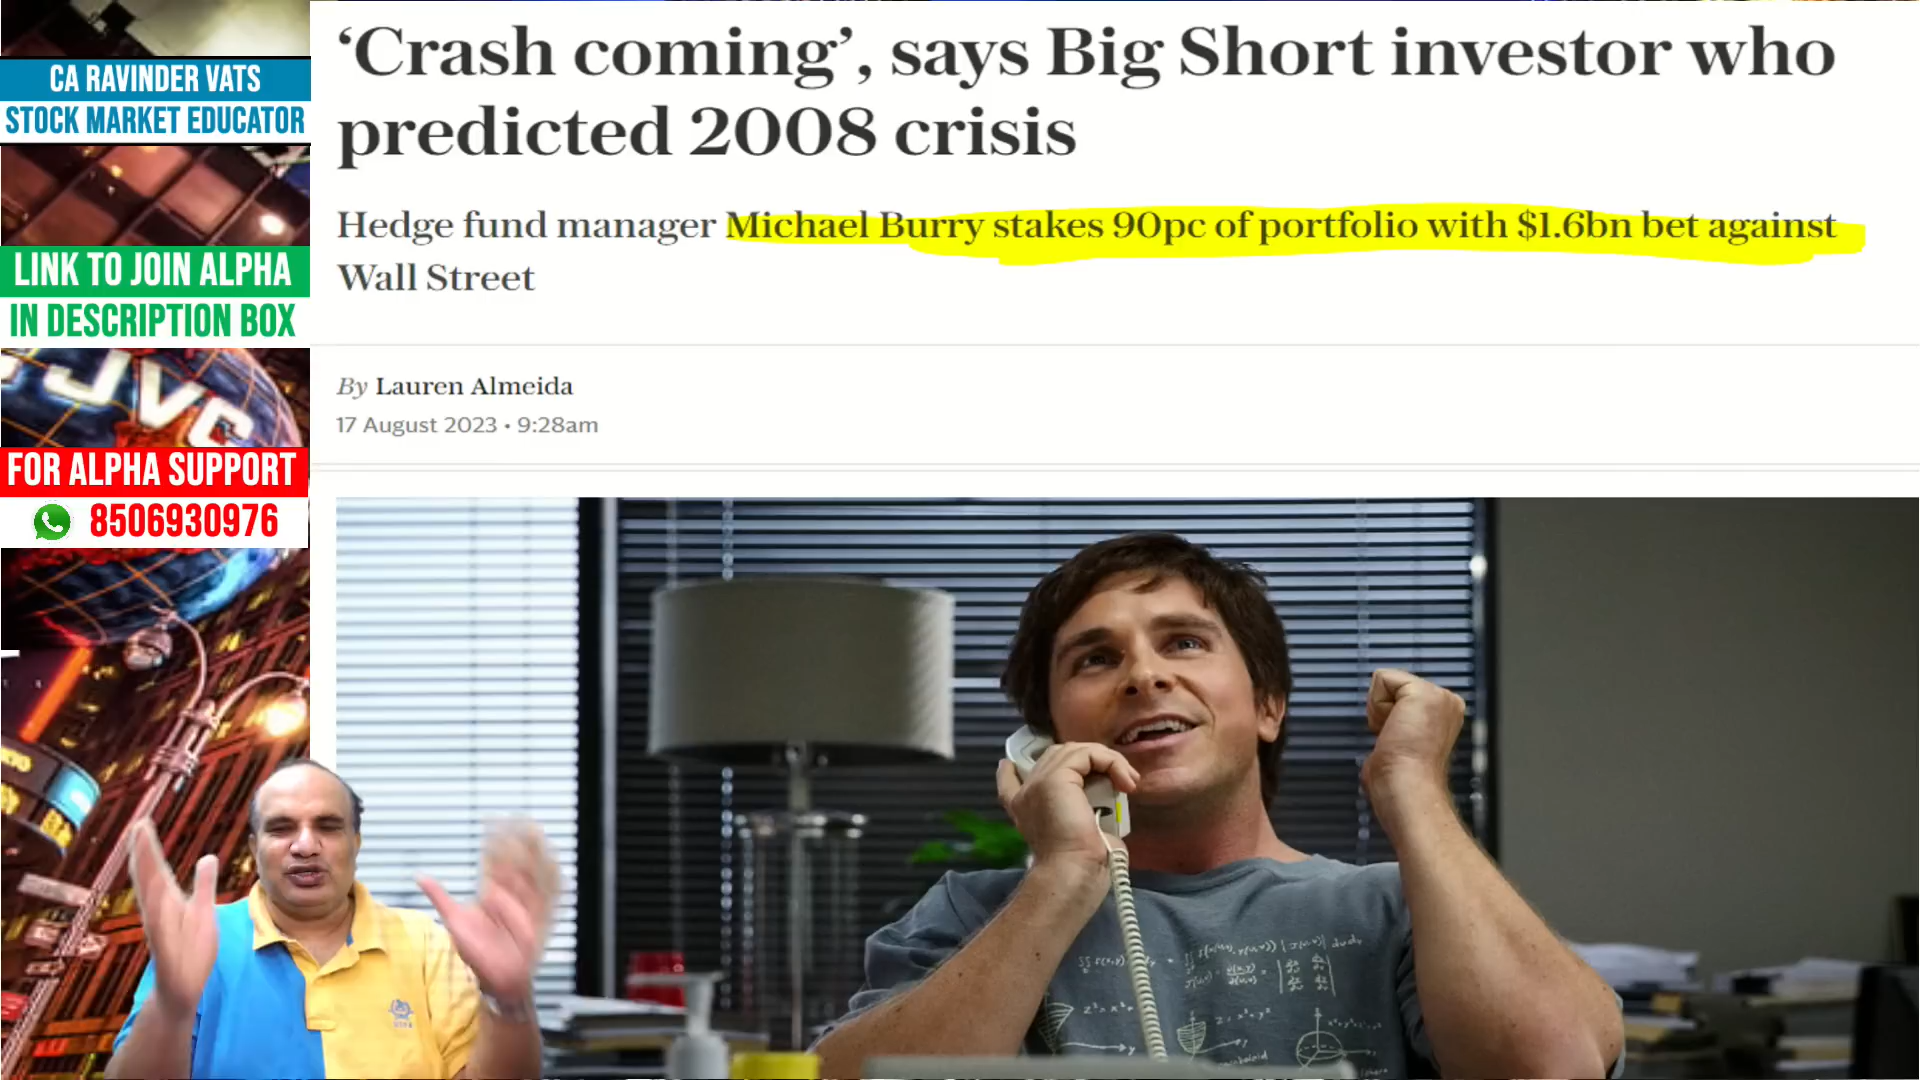 CA RAVINDER VATS
STOCK MARKET EDUCATOR
LINK TO JOIN ALPHA
IN DESCRIPTION BOX
JVC
FOR ALPHA SUPPORT
8506930976
‘Crash coming’, says Big Short investor who
predicted 2008 crisis
Hedge fund manager Michael Burry stakes 90pc of portfolio with $1.6bn bet against
Wall Street
By Lauren Almeida
17 August 2023 • 9:28am